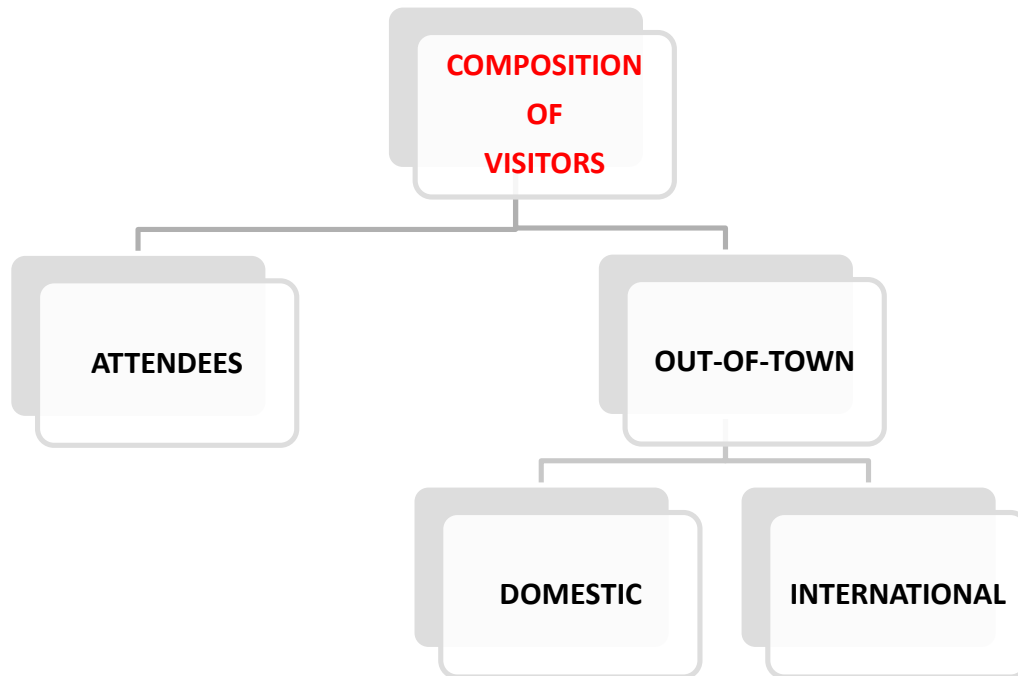 COMPOSITION
OF
VISITORS
ATTENDEES
OUT-OF-TOWN
DOMESTIC
INTERNATIONAL